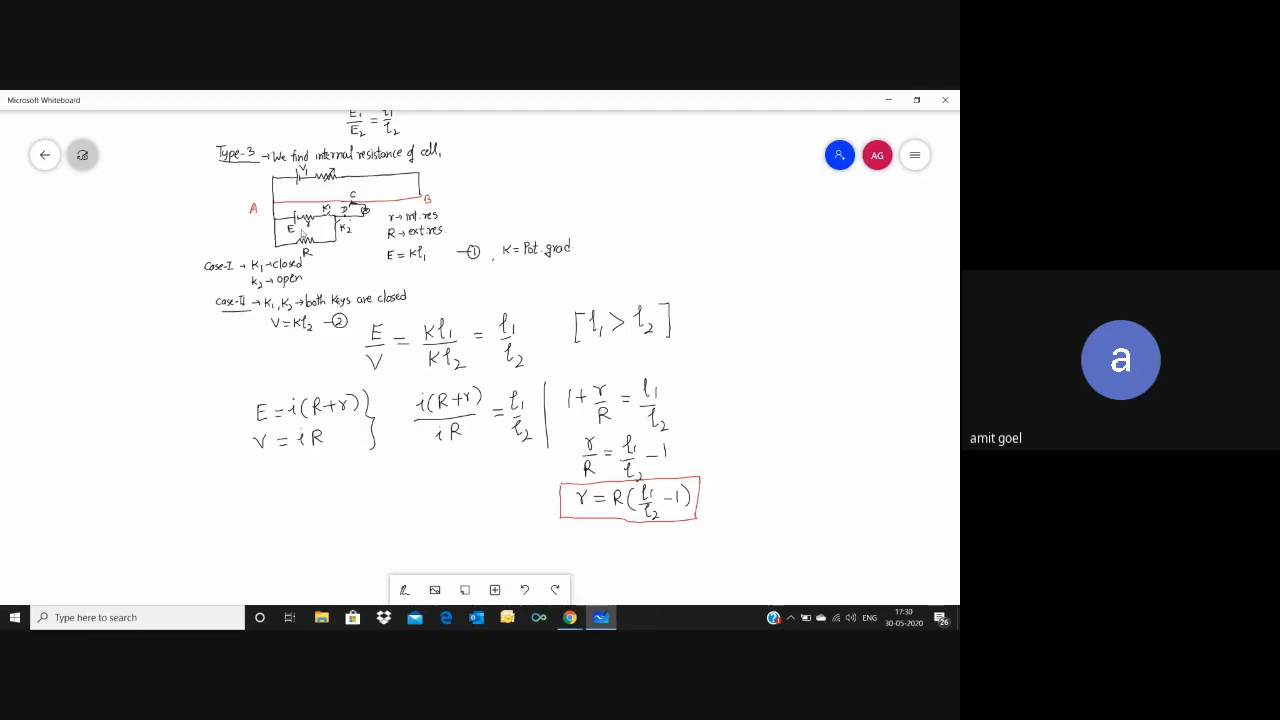 Microsoft Whiteboard
E1/E2 = l1/l2
Type-3 → We find internal resistance of cell,
V1
C
A
B
K1
D
G
E
r
K2
R
r → int. res
R → ext. res
E = Kl1 —①, K = Pot. grad
Case-I → K1 → closed
K2 → open
Case-II → K1, K2 → both Keys are closed
V = Kl2 —②
E/V = Kl1/Kl2 = l1/l2 [l1 > l2]
E = i(R+r)
V = iR
i(R+r)/iR = l1/l2
1 + r/R = l1/l2
r/R = l1/l2 - 1
r = R(l1/l2 - 1)
AG
a
amit goel
Type here to search
ENG
17:30
30-05-2020
26